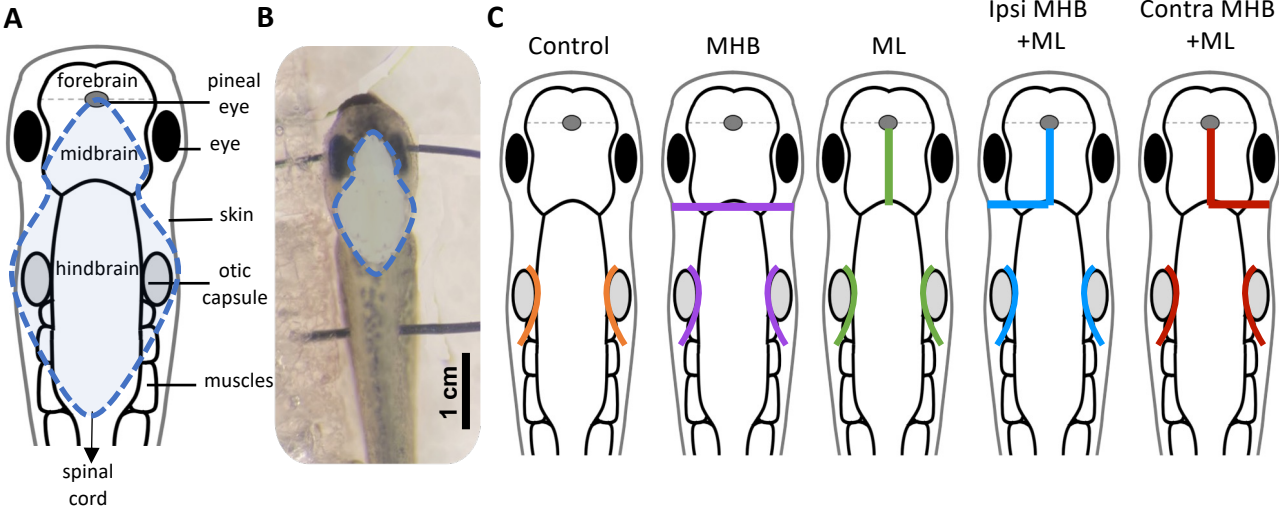 A
forebrain
pineal
eye
eye
midbrain
skin
hindbrain
otic
capsule
muscles
spinal
cord
B
1 cm
C
Control
MHB
ML
Ipsi MHB
+ML
Contra MHB
+ML